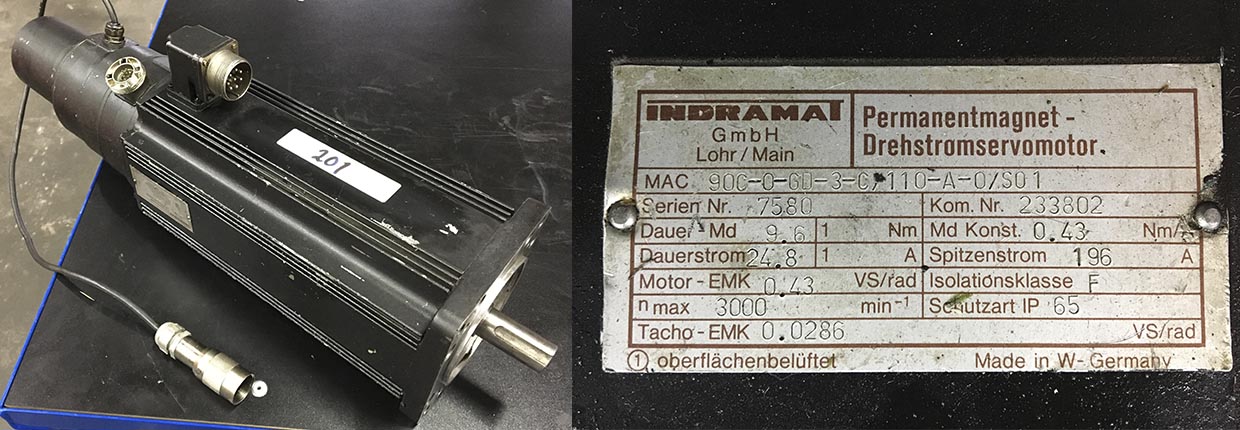 201
INDRAMAT
GmbH
Lohr/Main
Permanentmagnet-
Drehstromservomotor.
MAC 90C-0-GD-3-C/110-A-0/S01
Serien Nr. 7580 Kom. Nr. 233802
Dauer Md 9.6 1 Nm Md Konst. 0.43 Nm/A
Dauerstrom 24.8 1 A Spitzenstrom 196 A
Motor-EMK 0.43 VS/rad Isolationsklasse F
n max 3000 min⁻¹ Schutzart IP 65
Tacho-EMK 0.0286 VS/rad
① oberflächenbelüftet Made in W-Germany